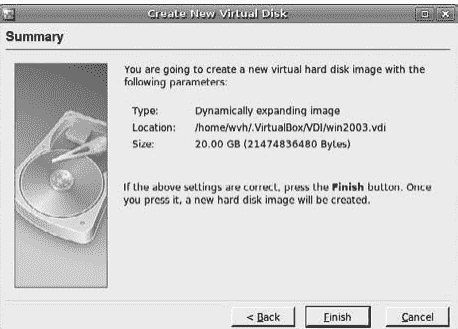 Create New Virtual Disk
Summary
You are going to create a new virtual hard disk image with the
following parameters:
Type: Dynamically expanding image
Location: /home/wvh/.VirtualBox/VDI/win2003.vdi
Size: 20.00 GB (21474836480 Bytes)
If the above settings are correct, press the Finish button. Once
you press it, a new hard disk image will be created.
< Back
Finish
Cancel